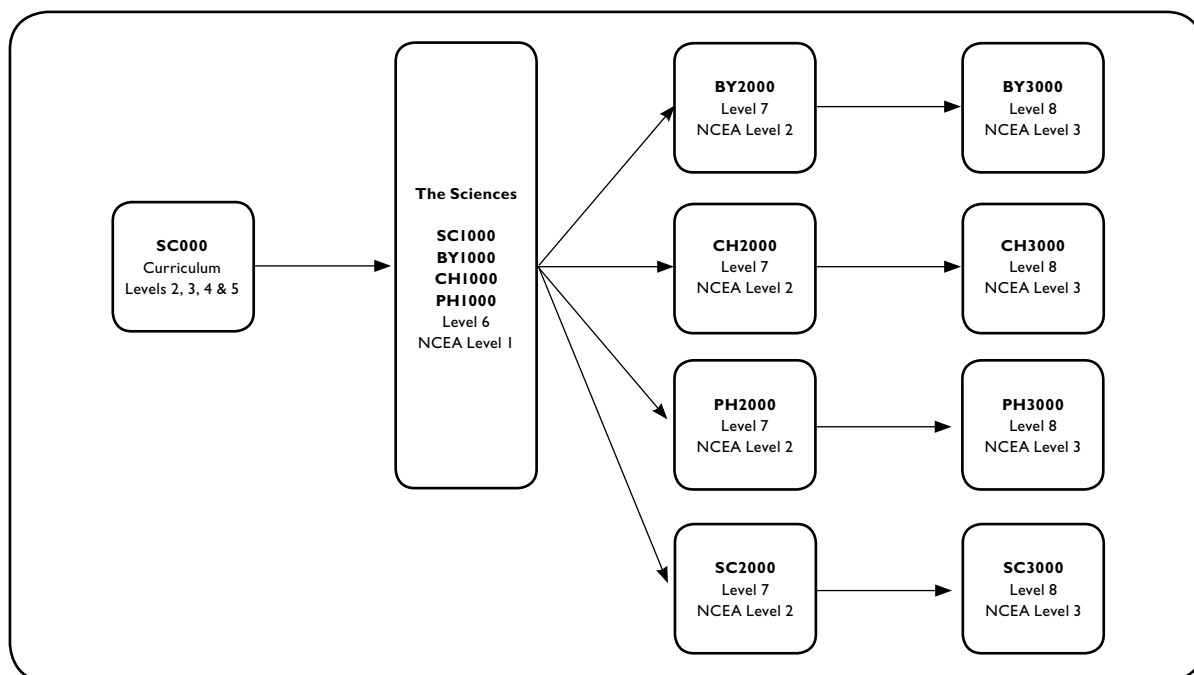 SC000
Curriculum
Levels 2, 3, 4 & 5
The Sciences
SC1000
BY1000
CH1000
PH1000
Level 6
NCEA Level 1
BY2000
Level 7
NCEA Level 2
BY3000
Level 8
NCEA Level 3
CH2000
Level 7
NCEA Level 2
CH3000
Level 8
NCEA Level 3
PH2000
Level 7
NCEA Level 2
PH3000
Level 8
NCEA Level 3
SC2000
Level 7
NCEA Level 2
SC3000
Level 8
NCEA Level 3